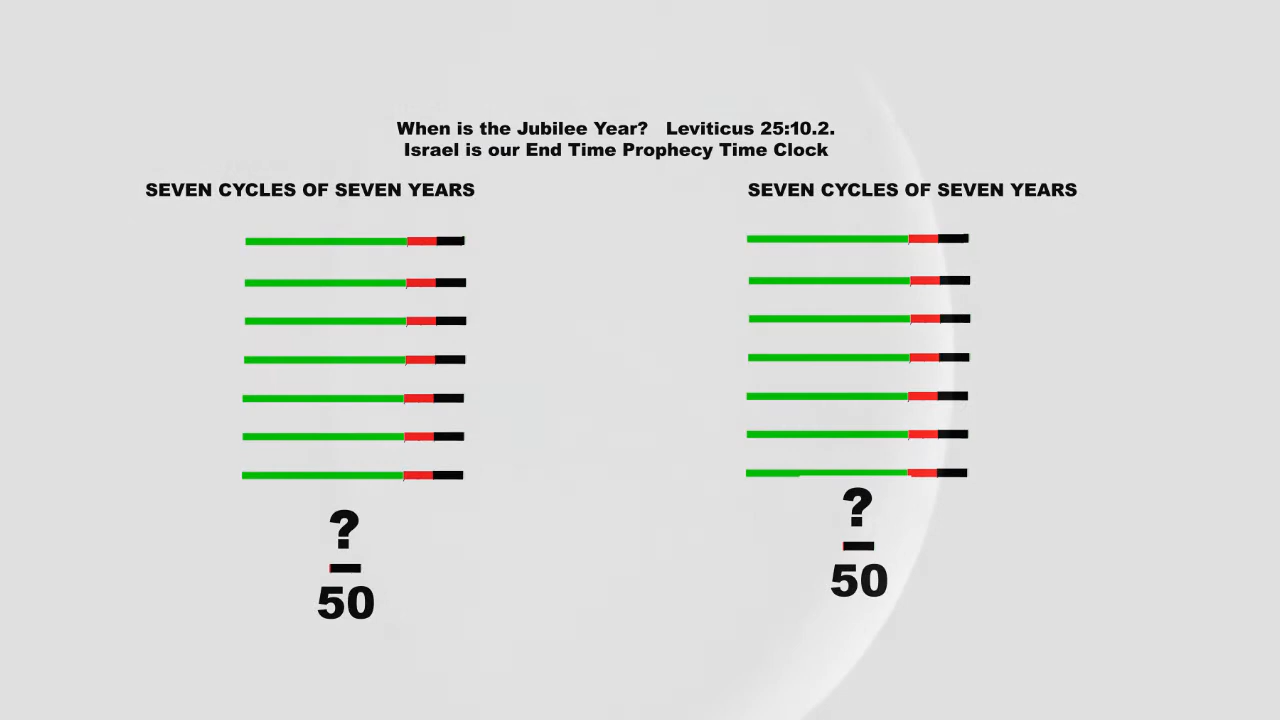 When is the Jubilee Year?   Leviticus 25:10.2.
Israel is our End Time Prophecy Time Clock
SEVEN CYCLES OF SEVEN YEARS
SEVEN CYCLES OF SEVEN YEARS
?
50
?
50